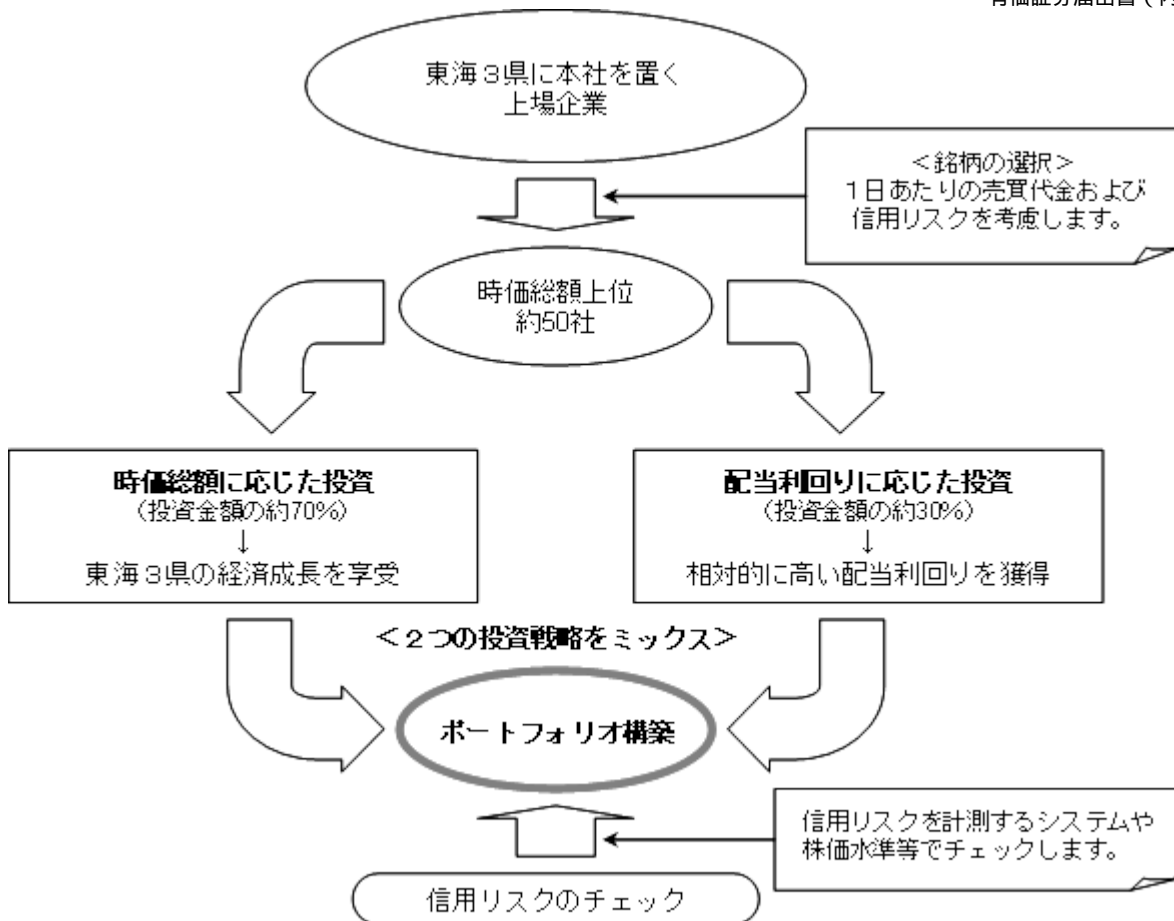 有価証券届出書(内
東海3県に本社を置く
上場企業
<銘柄の選択>
1日あたりの売買代金および
信用リスクを考慮します。
時価総額上位
約50社
時価総額に応じた投資
(投資金額の約70%)
↓
東海3県の経済成長を享受
配当利回りに応じた投資
(投資金額の約30%)
↓
相対的に高い配当利回りを獲得
<2つの投資戦略をミックス>
ポートフォリオ構築
信用リスクを計測するシステムや
株価水準等でチェックします。
信用リスクのチェック